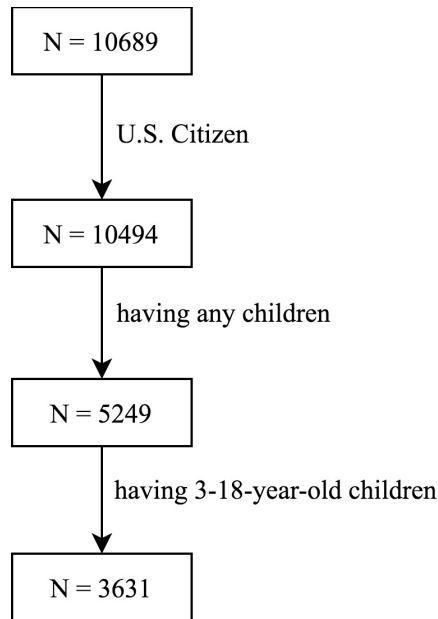 N = 10689
U.S. Citizen
N = 10494
having any children
N = 5249
having 3-18-year-old children
N = 3631